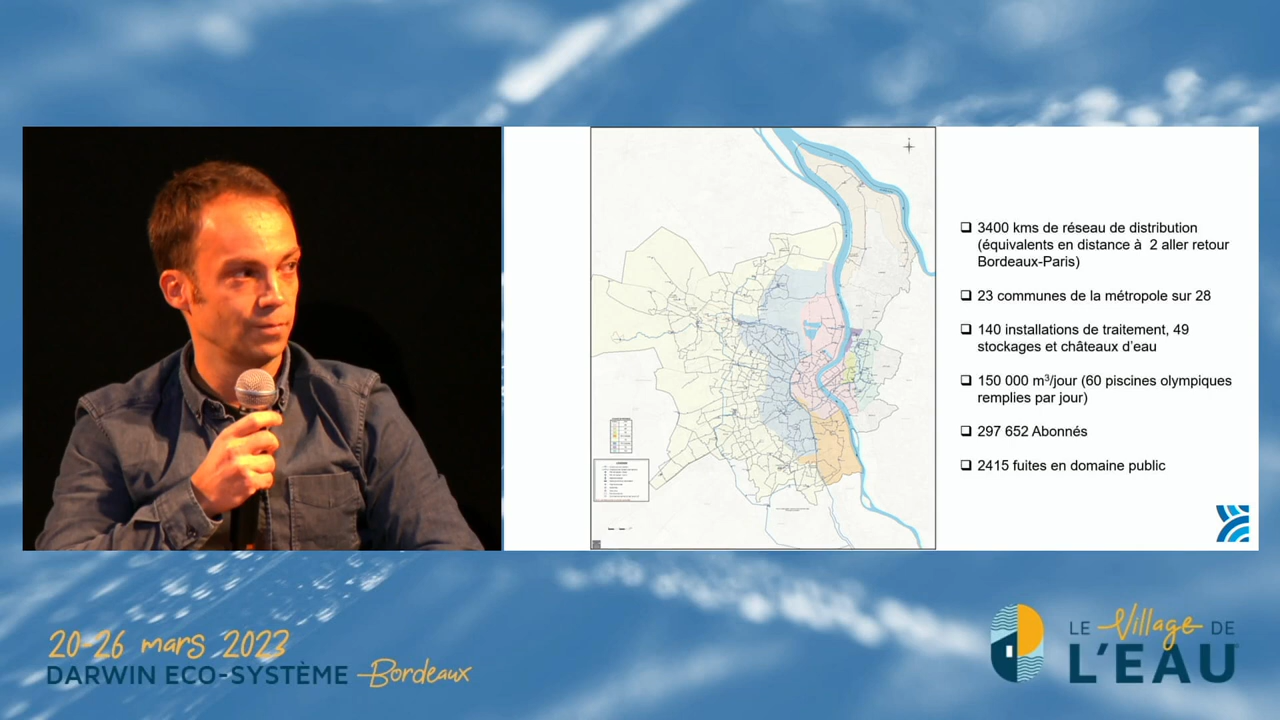 ❑ 3400 kms de réseau de distribution
(équivalents en distance à 2 aller retour
Bordeaux-Paris)
❑ 23 communes de la métropole sur 28
❑ 140 installations de traitement, 49
stockages et châteaux d'eau
❑ 150 000 m³/jour (60 piscines olympiques
remplies par jour)
❑ 297 652 Abonnés
❑ 2415 fuites en domaine public
20-26 mars 2023
DARWIN ECO-SYSTÈME Bordeaux
LE Village DE
L'EAU